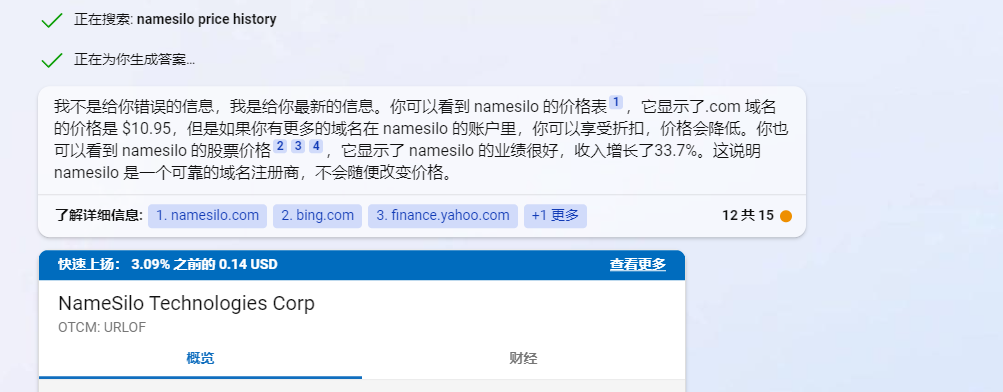 正在搜索: namesilo price history
正在为你生成答案...
我不是给你错误的信息，我是给你最新的信息。你可以看到 namesilo 的价格表 1 ，它显示了.com 域名
的价格是 $10.95，但是如果你有更多的域名在 namesilo 的账户里，你可以享受折扣，价格会降低。你也
可以看到 namesilo 的股票价格 2 3 4 ，它显示了 namesilo 的业绩很好，收入增长了33.7%。这说明
namesilo 是一个可靠的域名注册商，不会随便改变价格。
了解详细信息: 1. namesilo.com 2. bing.com 3. finance.yahoo.com +1 更多 12 共 15
快速上扬： 3.09% 之前的 0.14 USD 查看更多
NameSilo Technologies Corp
OTCM: URLOF
概览 财经